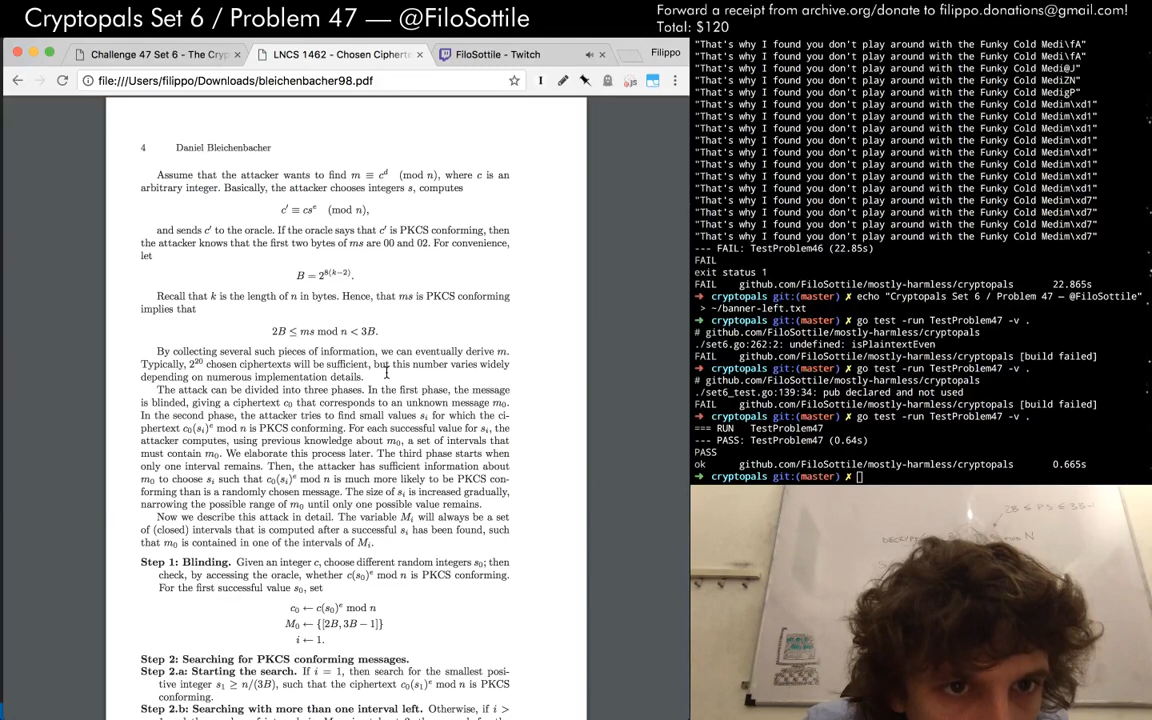 Cryptopals Set 6 / Problem 47 — @FiloSottile
Forward a receipt from archive.org/donate to filippo.donations@gmail.com!
Total: $120
Challenge 47 Set 6 - The Cryp
LNCS 1462 - Chosen Cipherte
FiloSottile - Twitch
Filippo
file:///Users/filippo/Downloads/bleichenbacher98.pdf
4 Daniel Bleichenbacher
Assume that the attacker wants to find m ≡ c^d (mod n), where c is an
arbitrary integer. Basically, the attacker chooses integers s, computes
c′ ≡ cs^e (mod n),
and sends c′ to the oracle. If the oracle says that c′ is PKCS conforming, then
the attacker knows that the first two bytes of ms are 00 and 02. For convenience,
let
B = 2^8(k−2).
Recall that k is the length of n in bytes. Hence, that ms is PKCS conforming
implies that
2B ≤ ms mod n < 3B.
By collecting several such pieces of information, we can eventually derive m.
Typically, 2^20 chosen ciphertexts will be sufficient, but this number varies widely
depending on numerous implementation details.
The attack can be divided into three phases. In the first phase, the message
is blinded, giving a ciphertext c0 that corresponds to an unknown message m0.
In the second phase, the attacker tries to find small values si for which the ci-
phertext c0(si)^e mod n is PKCS conforming. For each successful value for si, the
attacker computes, using previous knowledge about m0, a set of intervals that
must contain m0. We elaborate this process later. The third phase starts when
only one interval remains. Then, the attacker has sufficient information about
m0 to choose si such that c0(si)^e mod n is much more likely to be PKCS con-
forming than is a randomly chosen message. The size of si is increased gradually,
narrowing the possible range of m0 until only one possible value remains.
Now we describe this attack in detail. The variable Mi will always be a set
of (closed) intervals that is computed after a successful si has been found, such
that m0 is contained in one of the intervals of Mi.
Step 1: Blinding. Given an integer c, choose different random integers s0; then
check, by accessing the oracle, whether c(s0)^e mod n is PKCS conforming.
For the first successful value s0, set
c0 ← c(s0)^e mod n
M0 ← {[2B, 3B − 1]}
i ← 1.
Step 2: Searching for PKCS conforming messages.
Step 2.a: Starting the search. If i = 1, then search for the smallest posi-
tive integer s1 ≥ n/(3B), such that the ciphertext c0(s1)^e mod n is PKCS
conforming.
Step 2.b: Searching with more than one interval left. Otherwise, if i >
"That's why I found you don't play around with the Funky Cold Medi\fA"
"That's why I found you don't play around with the Funky Cold Medi\fA"
"That's why I found you don't play around with the Funky Cold Medi@J"
"That's why I found you don't play around with the Funky Cold MediZN"
"That's why I found you don't play around with the Funky Cold MedigP"
"That's why I found you don't play around with the Funky Cold Medim\xd1"
"That's why I found you don't play around with the Funky Cold Medim\xd1"
"That's why I found you don't play around with the Funky Cold Medim\xd1"
"That's why I found you don't play around with the Funky Cold Medim\xd1"
"That's why I found you don't play around with the Funky Cold Medim\xd1"
"That's why I found you don't play around with the Funky Cold Medim\xd1"
"That's why I found you don't play around with the Funky Cold Medim\xd1"
"That's why I found you don't play around with the Funky Cold Medim\xd1"
"That's why I found you don't play around with the Funky Cold Medim\xd7"
"That's why I found you don't play around with the Funky Cold Medim\xd7"
"That's why I found you don't play around with the Funky Cold Medim\xd7"
"That's why I found you don't play around with the Funky Cold Medim\xd7"
--- FAIL: TestProblem46 (22.85s)
FAIL
exit status 1
FAIL github.com/FiloSottile/mostly-harmless/cryptopals 22.865s
➜ cryptopals git:(master) ✗ echo "Cryptopals Set 6 / Problem 47 — @FiloSottile"
> ~/banner-left.txt
➜ cryptopals git:(master) ✗ go test -run TestProblem47 -v .
# github.com/FiloSottile/mostly-harmless/cryptopals
./set6.go:262:2: undefined: isPlaintextEven
FAIL github.com/FiloSottile/mostly-harmless/cryptopals [build failed]
➜ cryptopals git:(master) ✗ go test -run TestProblem47 -v .
# github.com/FiloSottile/mostly-harmless/cryptopals
./set6_test.go:139:34: pub declared and not used
FAIL github.com/FiloSottile/mostly-harmless/cryptopals [build failed]
➜ cryptopals git:(master) ✗ go test -run TestProblem47 -v .
=== RUN TestProblem47
--- PASS: TestProblem47 (0.64s)
PASS
ok github.com/FiloSottile/mostly-harmless/cryptopals 0.665s
➜ cryptopals git:(master) ✗